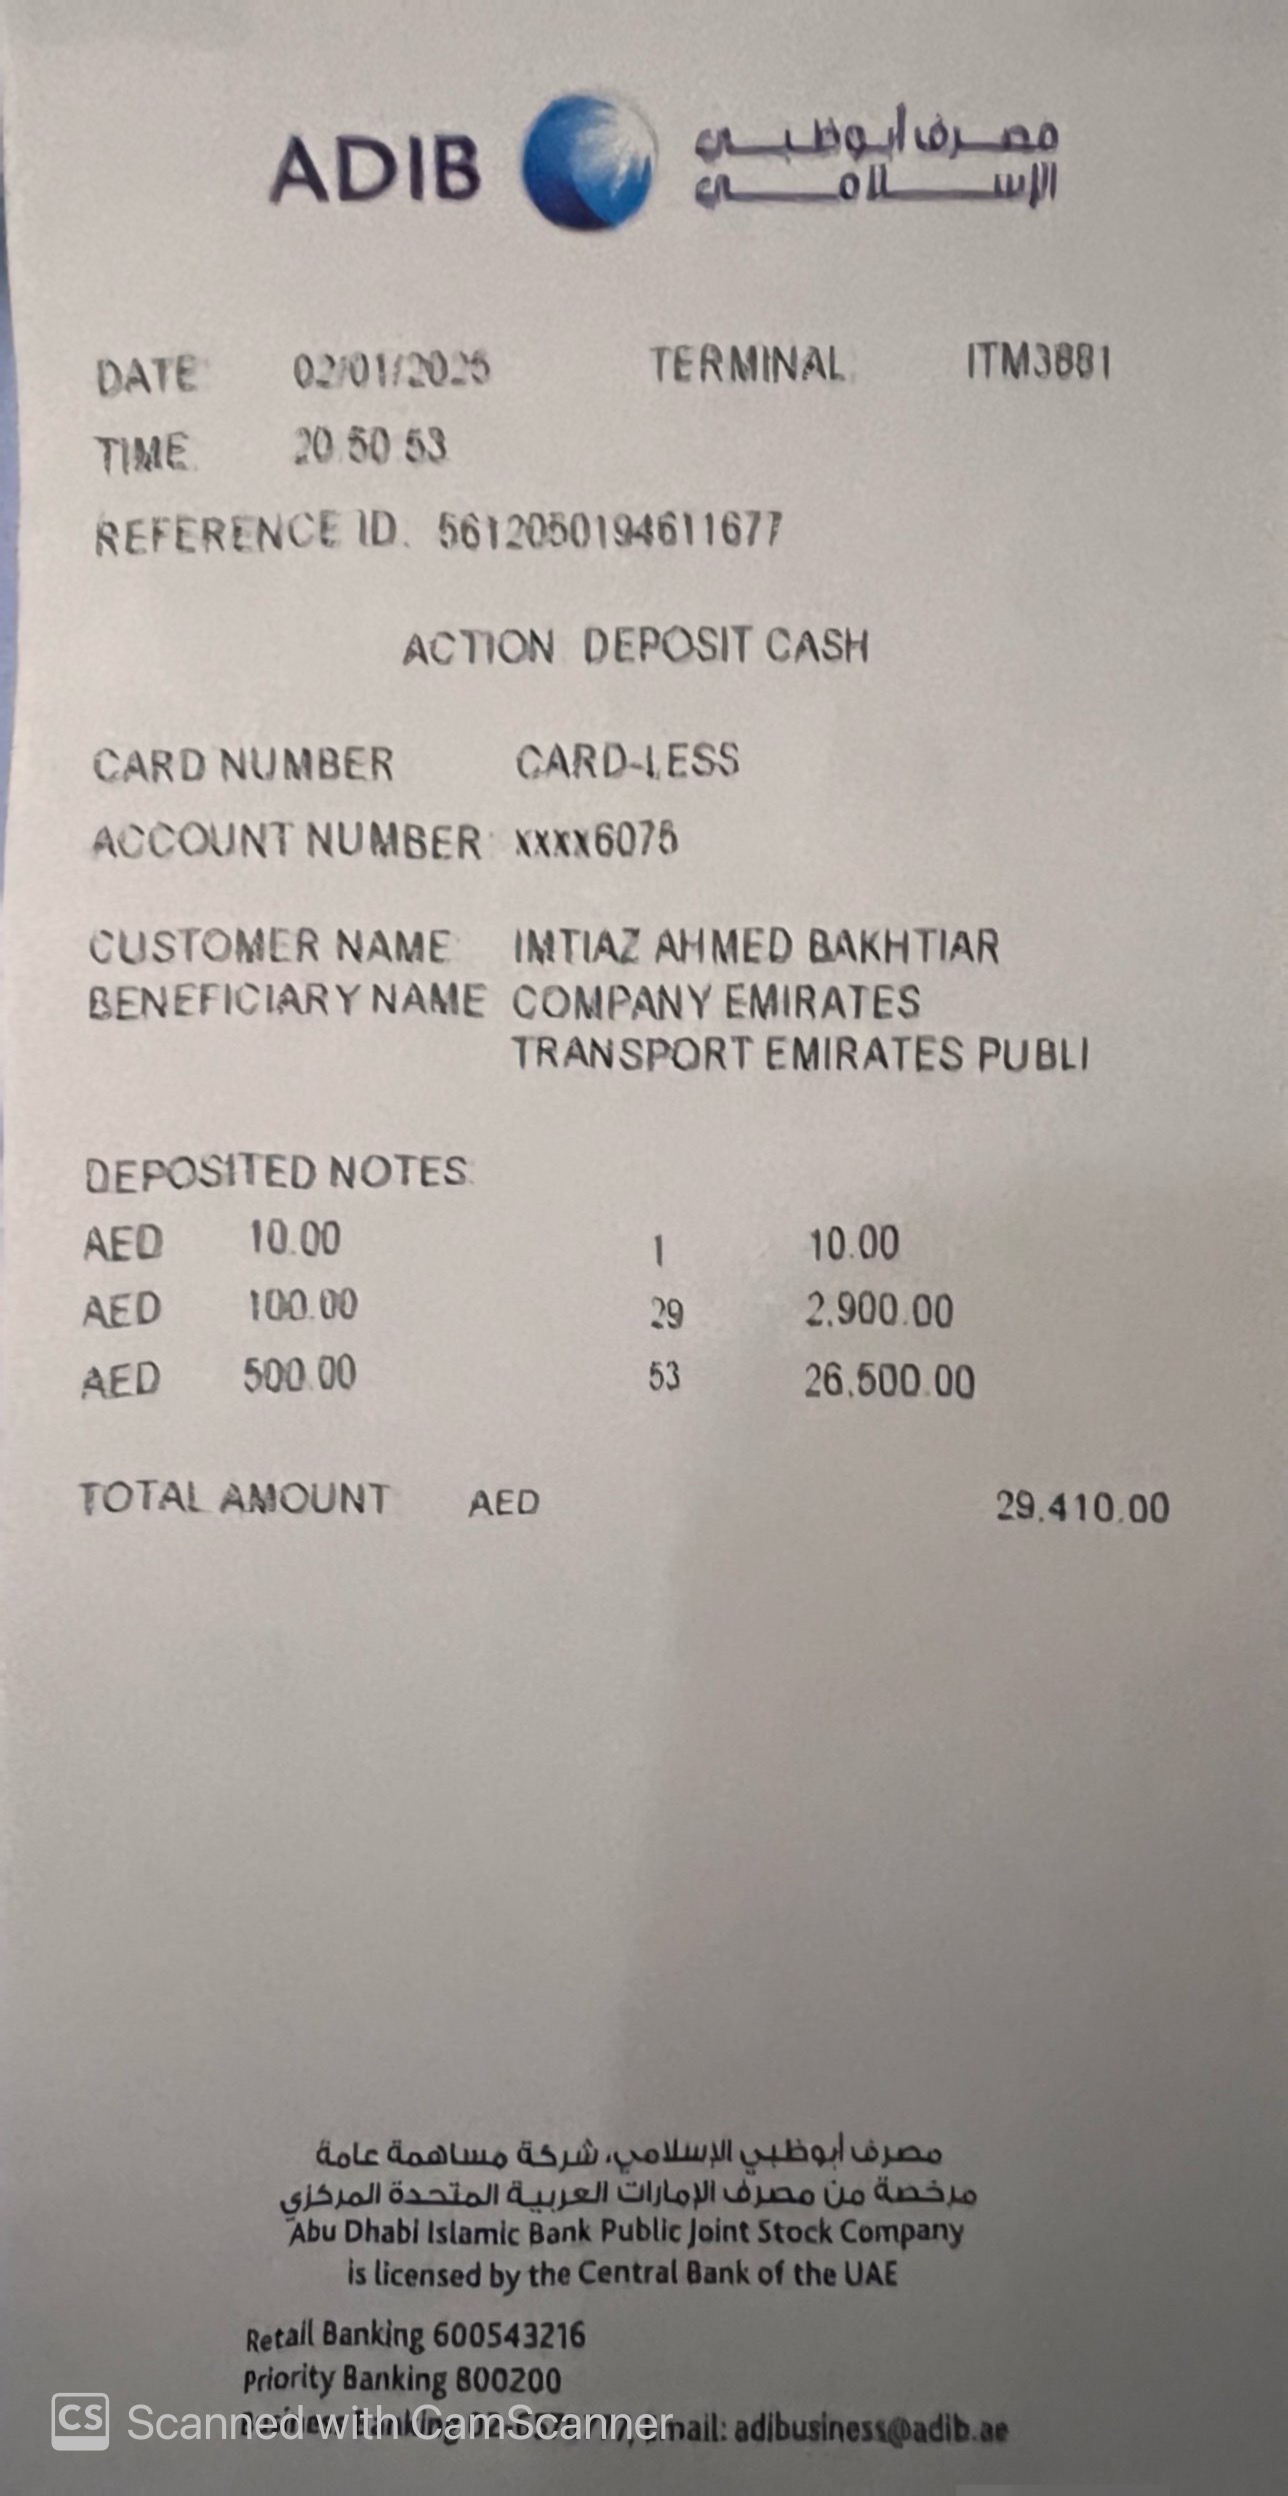 ADIB مصرف أبوظبي
الإسلامي
DATE 02/01/2025 TERMINAL ITM3881
TIME 20 50 53
REFERENCE ID. 5612050194611677
ACTION DEPOSIT CASH
CARD NUMBER CARD-LESS
ACCOUNT NUMBER xxxx6075
CUSTOMER NAME IMTIAZ AHMED BAKHTIAR
BENEFICIARY NAME COMPANY EMIRATES
TRANSPORT EMIRATES PUBLI
DEPOSITED NOTES
AED 10.00 1 10.00
AED 100.00 29 2,900.00
AED 500.00 53 26,500.00
TOTAL AMOUNT AED 29,410.00
مصرف أبوظبي الإسلامي، شركة مساهمة عامة
مرخصة من مصرف الإمارات العربية المتحدة المركزي
Abu Dhabi Islamic Bank Public Joint Stock Company
is licensed by the Central Bank of the UAE
Retail Banking 600543216
Priority Banking 800200
Business Banking Email: adibusiness@adib.ae
CS Scanned with CamScanner